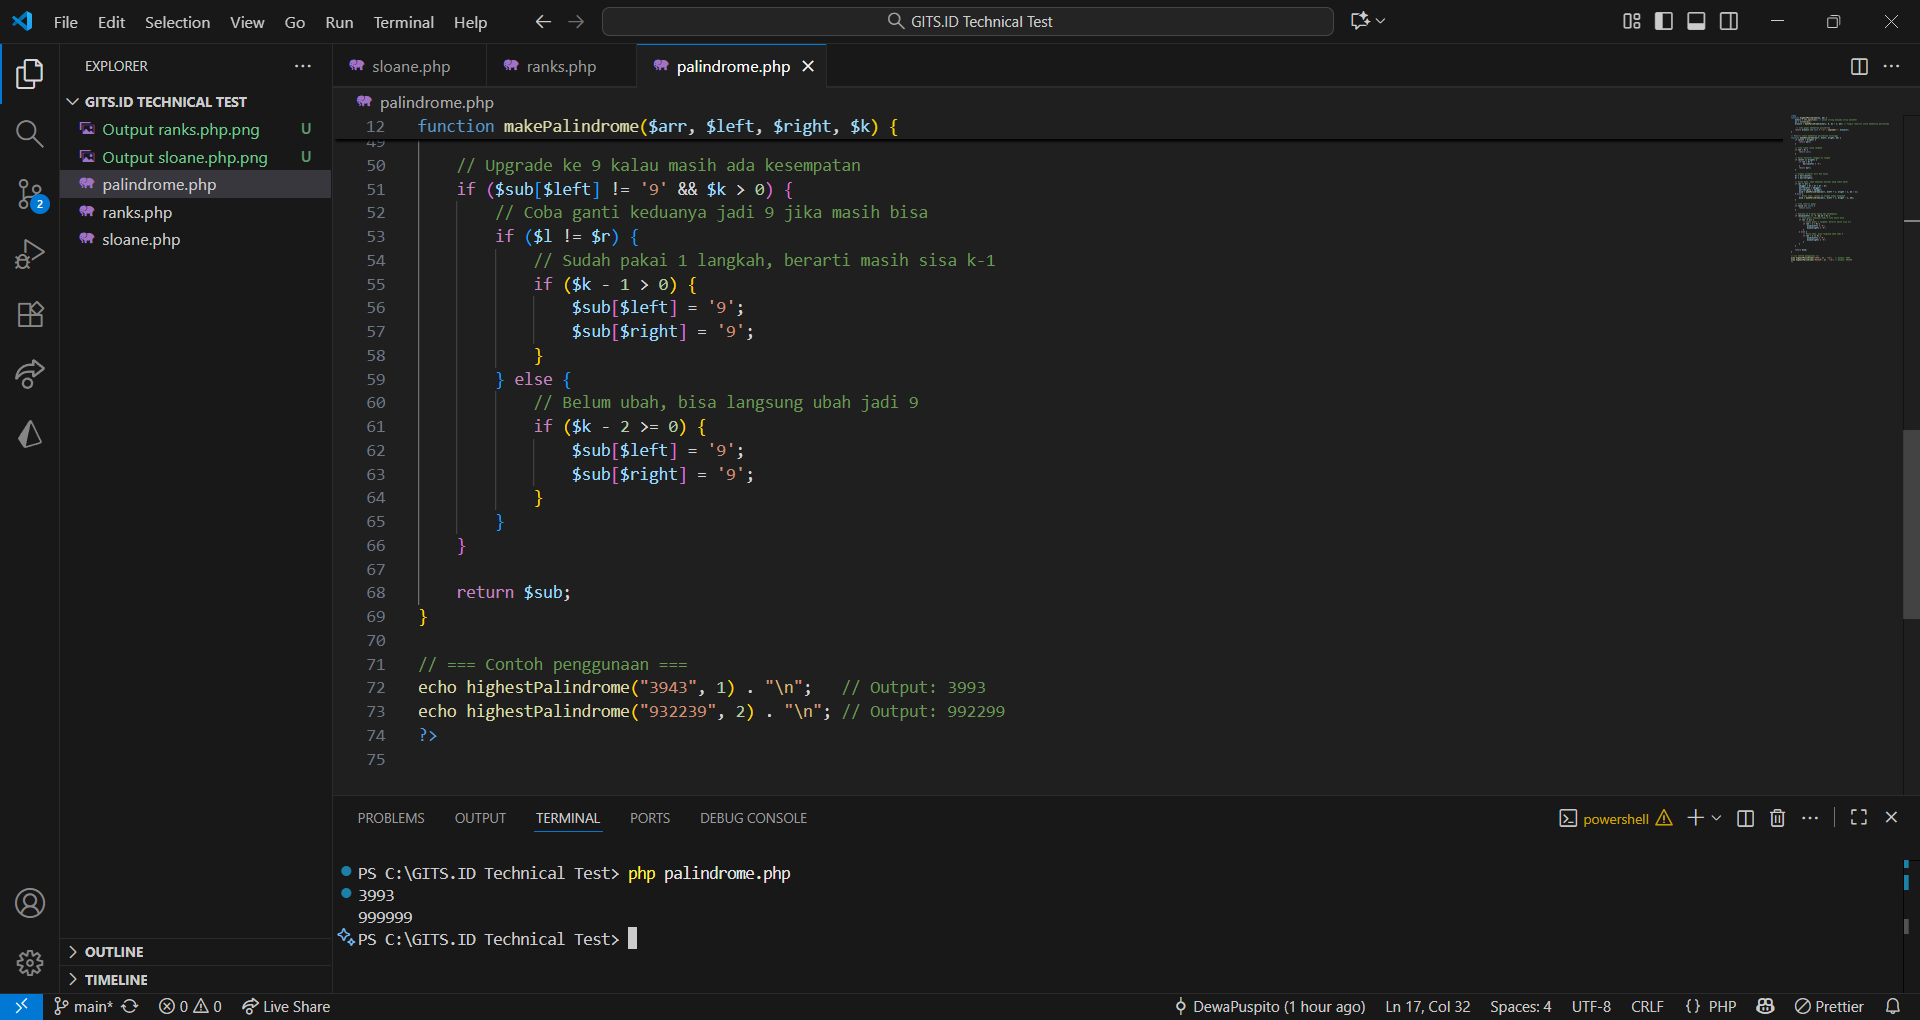 File Edit Selection View Go Run Terminal Help
GITS.ID Technical Test
EXPLORER
GITS.ID TECHNICAL TEST
Output ranks.php.png U
Output sloane.php.png U
palindrome.php
ranks.php
sloane.php
2
OUTLINE
TIMELINE
sloane.php ranks.php palindrome.php
palindrome.php
12 function makePalindrome($arr, $left, $right, $k) {
49
50 // Upgrade ke 9 kalau masih ada kesempatan
51 if ($sub[$left] != '9' && $k > 0) {
52 // Coba ganti keduanya jadi 9 jika masih bisa
53 if ($l != $r) {
54 // Sudah pakai 1 langkah, berarti masih sisa k-1
55 if ($k - 1 > 0) {
56 $sub[$left] = '9';
57 $sub[$right] = '9';
58 }
59 } else {
60 // Belum ubah, bisa langsung ubah jadi 9
61 if ($k - 2 >= 0) {
62 $sub[$left] = '9';
63 $sub[$right] = '9';
64 }
65 }
66 }
67
68 return $sub;
69 }
70
71 // === Contoh penggunaan ===
72 echo highestPalindrome("3943", 1) . "\n"; // Output: 3993
73 echo highestPalindrome("932239", 2) . "\n"; // Output: 992299
74 ?>
75
PROBLEMS OUTPUT TERMINAL PORTS DEBUG CONSOLE
powershell
PS C:\GITS.ID Technical Test> php palindrome.php
3993
999999
PS C:\GITS.ID Technical Test>
main* 0 0 Live Share
DewaPuspito (1 hour ago) Ln 17, Col 32 Spaces: 4 UTF-8 CRLF {} PHP Prettier